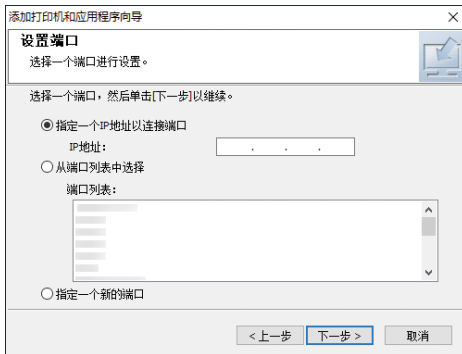 添加打印机和应用程序向导
设置端口
选择一个端口进行设置。
选择一个端口，然后单击[下一步]以继续。
指定一个IP地址以连接端口
IP地址：
. . .
从端口列表中选择
端口列表：
指定一个新的端口
<上一步 下一步> 取消